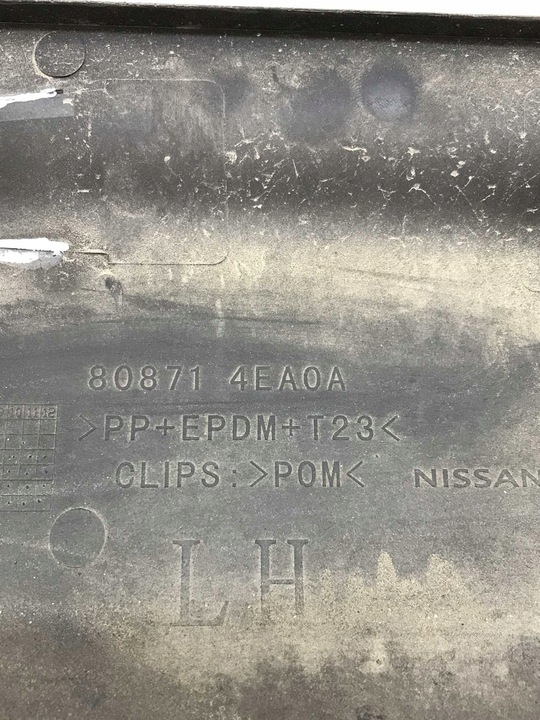 80871 4EA0A
>PP+EPDM+T23<
CLIPS:>POM< NISSAN
LH